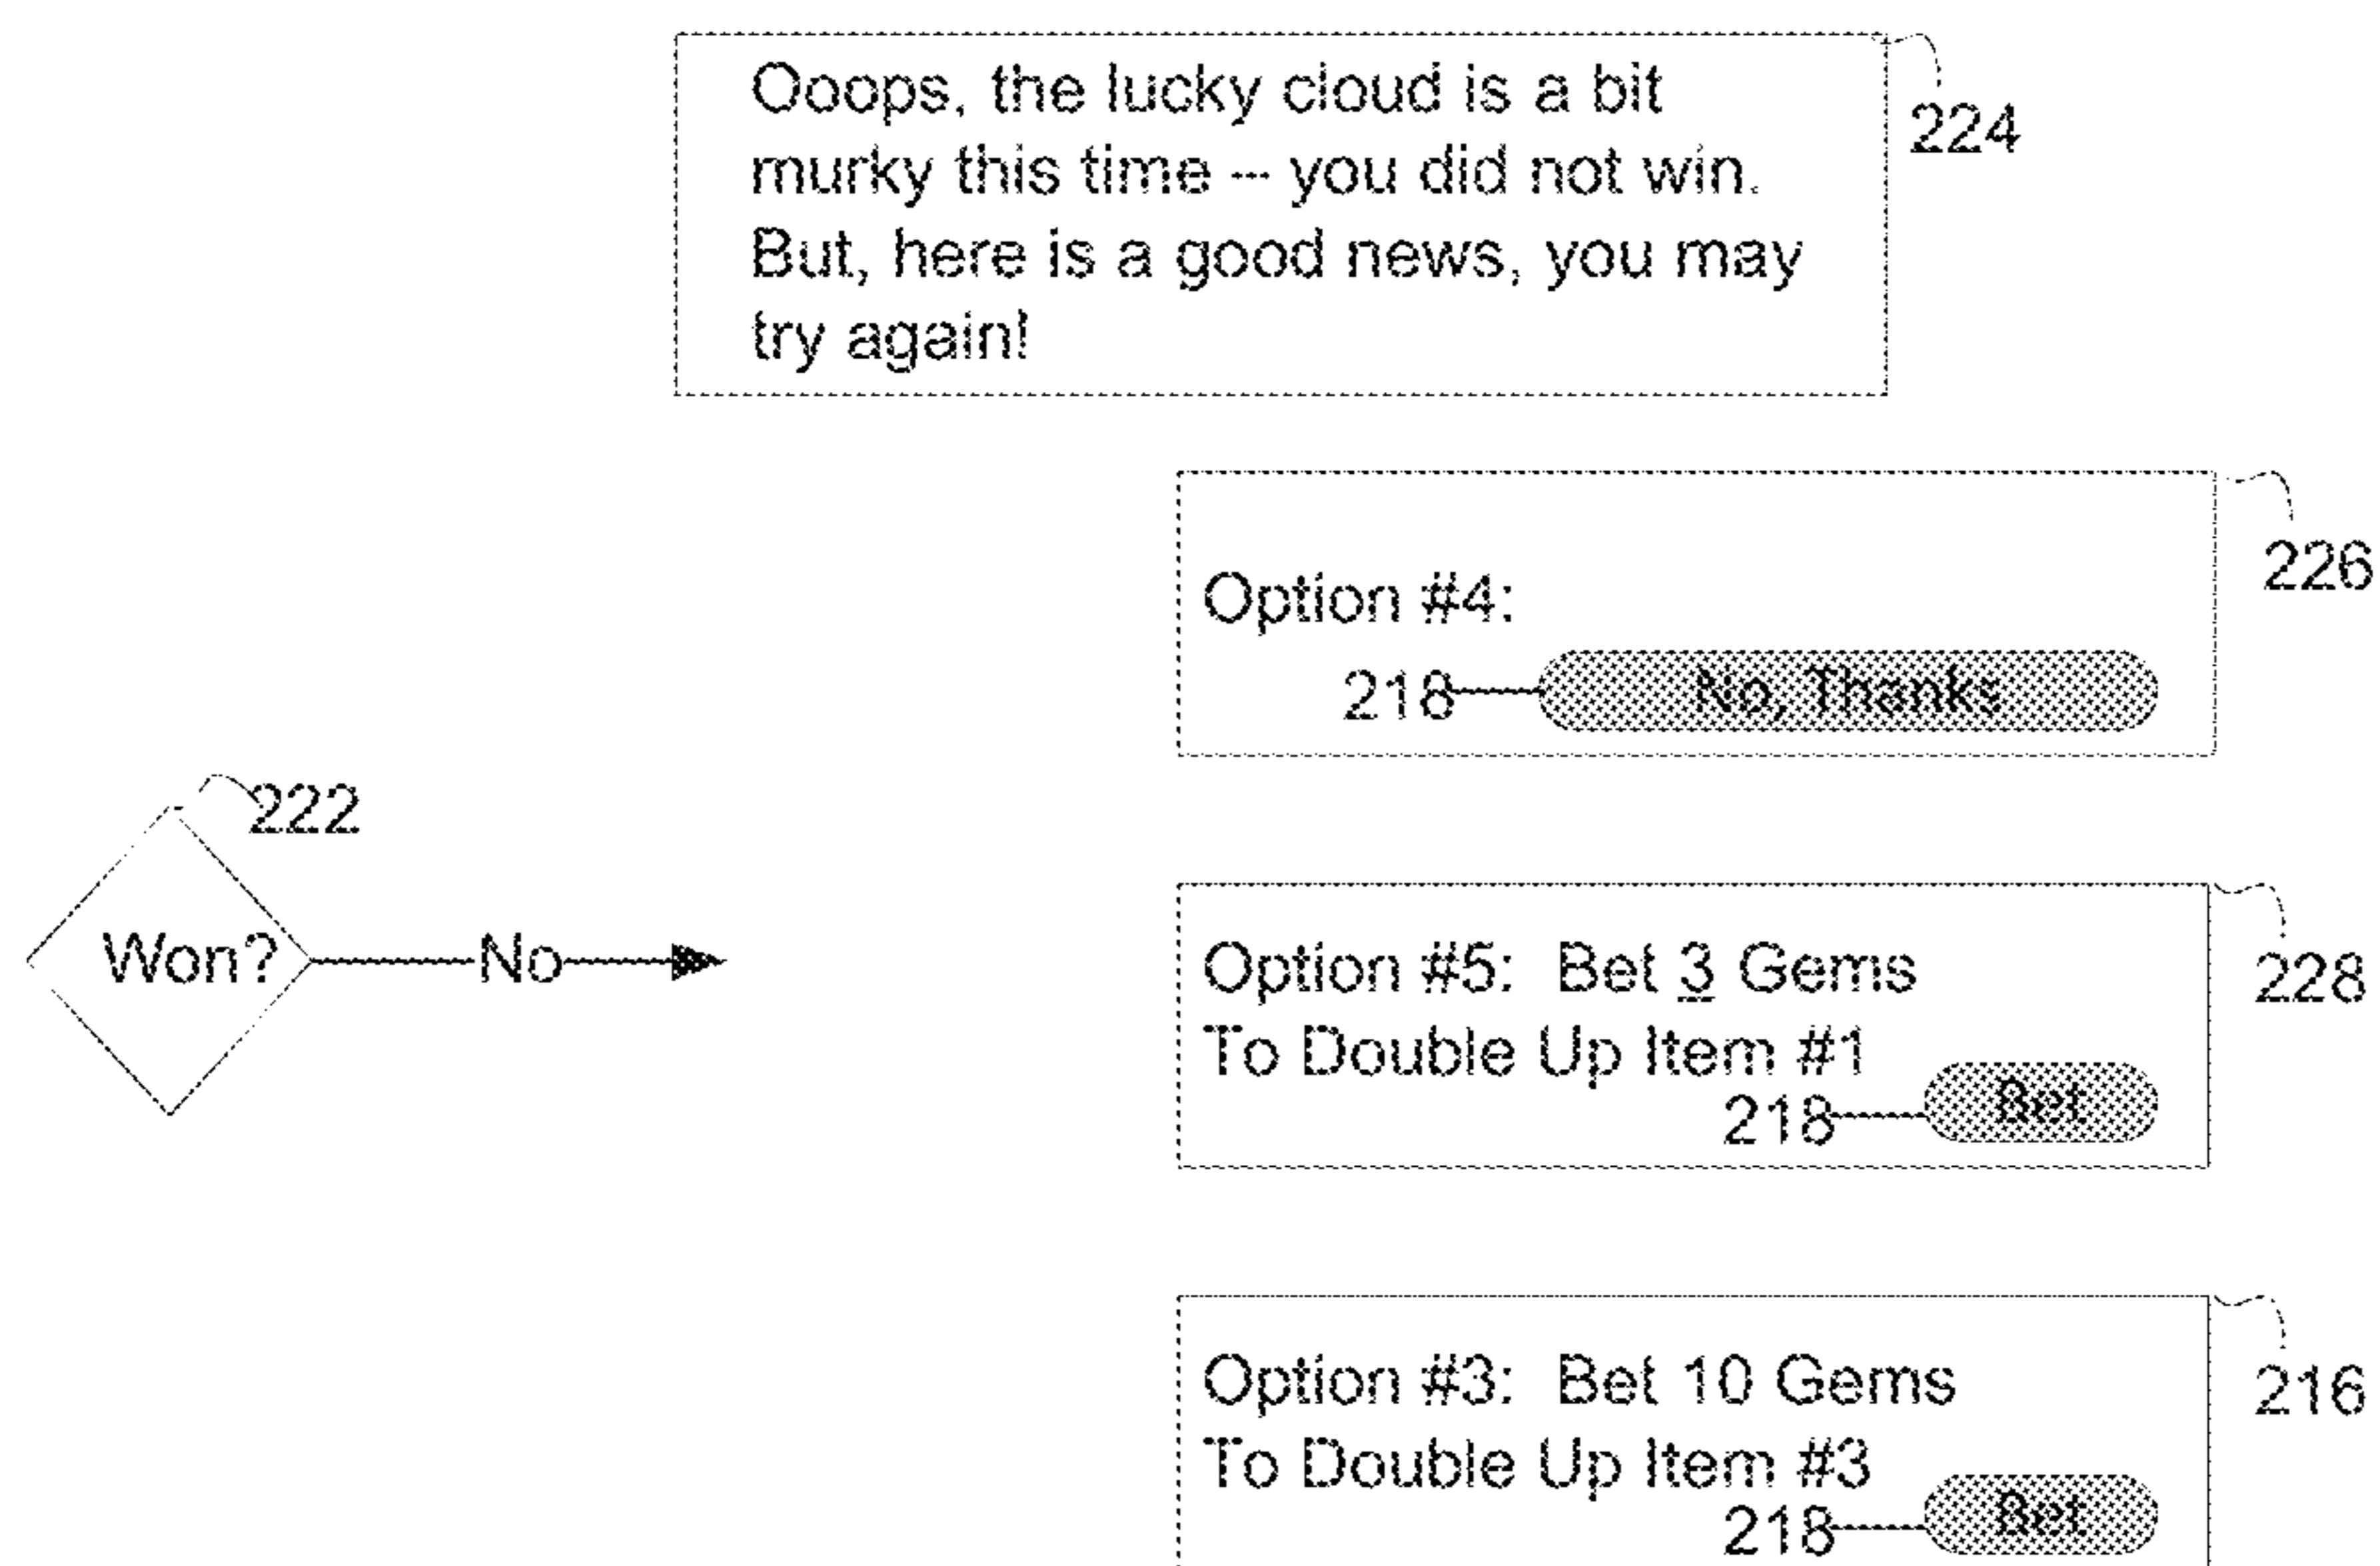 Ooops, the lucky cloud is a bit
murky this time -- you did not win.
But, here is a good news, you may
try again!
224
226
Option #4:
218 No, Thanks
222
Won? No
228
Option #5: Bet 3 Gems
To Double Up Item #1
218 Bet
216
Option #3: Bet 10 Gems
To Double Up Item #3
218 Bet